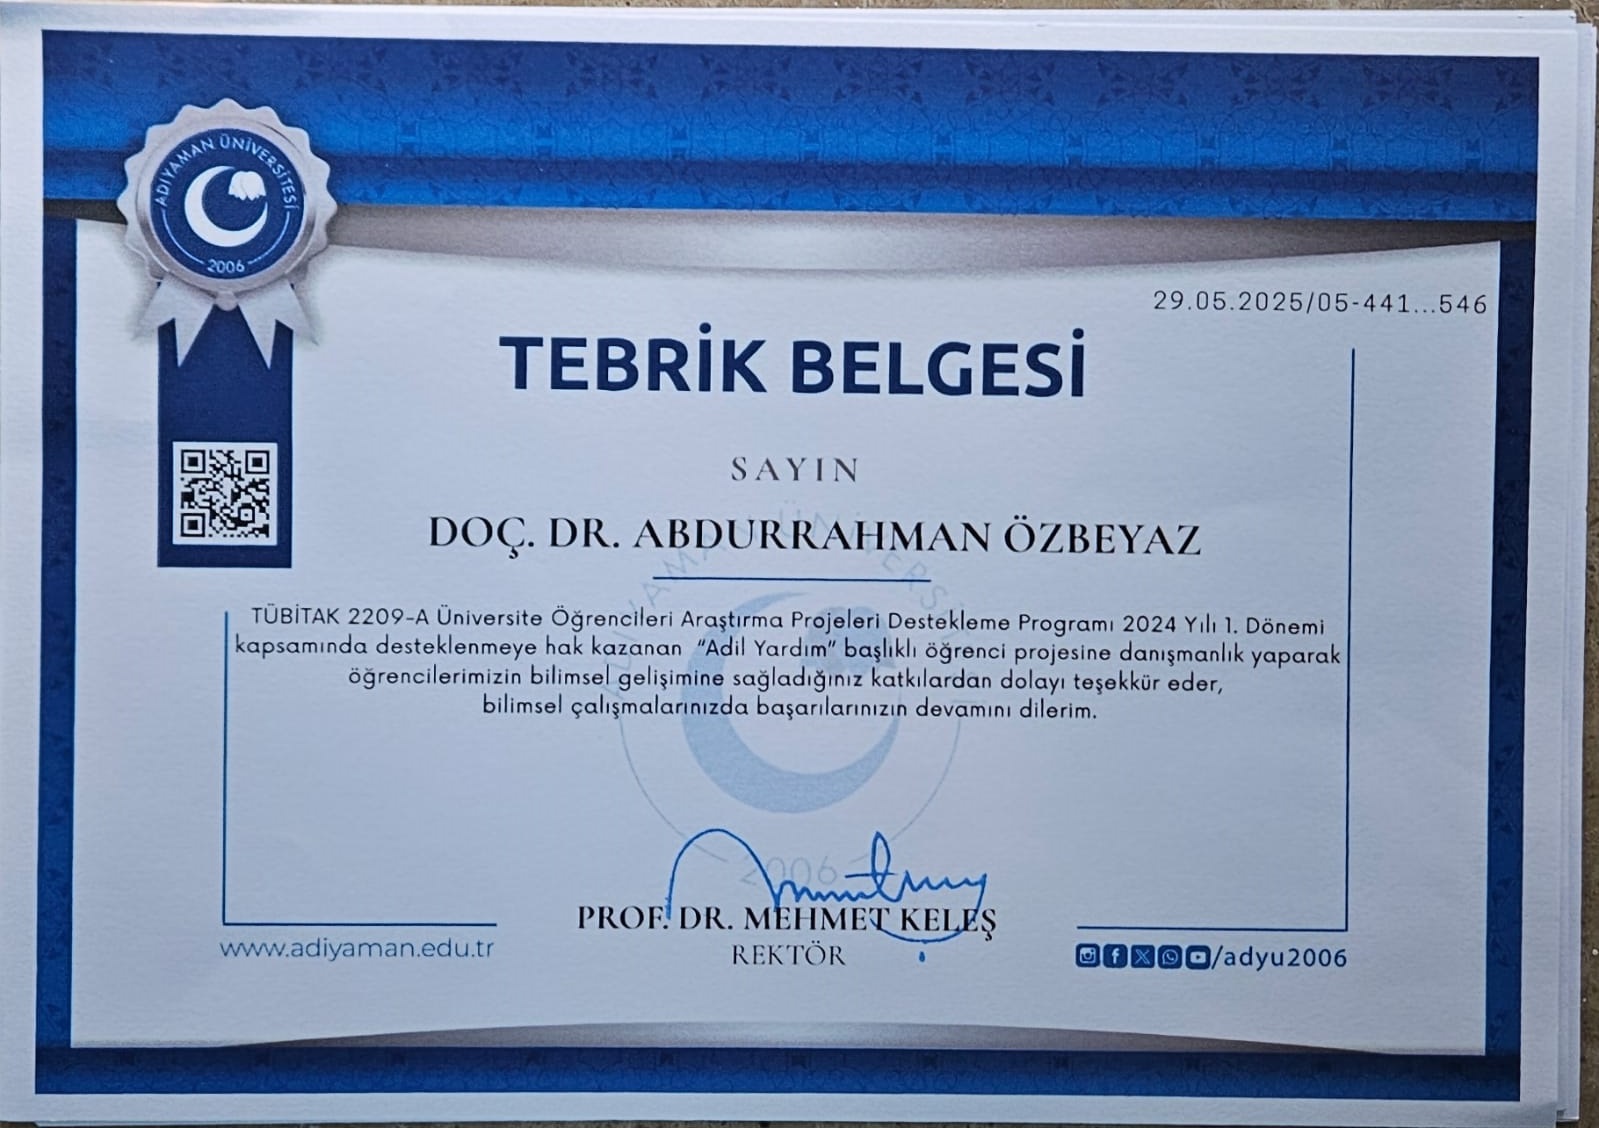 ADIYAMAN ÜNİVERSİTESİ
2006
29.05.2025/05-441...546
TEBRİK BELGESİ
SAYIN
DOÇ. DR. ABDURRAHMAN ÖZBEYAZ
TÜBİTAK 2209-A Üniversite Öğrencileri Araştırma Projeleri Destekleme Programı 2024 Yılı 1. Dönemi
kapsamında desteklenmeye hak kazanan “Adil Yardım” başlıklı öğrenci projesine danışmanlık yaparak
öğrencilerimizin bilimsel gelişimine sağladığınız katkılardan dolayı teşekkür eder,
bilimsel çalışmalarınızda başarılarınızın devamını dilerim.
2006
PROF. DR. MEHMET KELEŞ
REKTÖR
www.adiyaman.edu.tr
/adyu2006